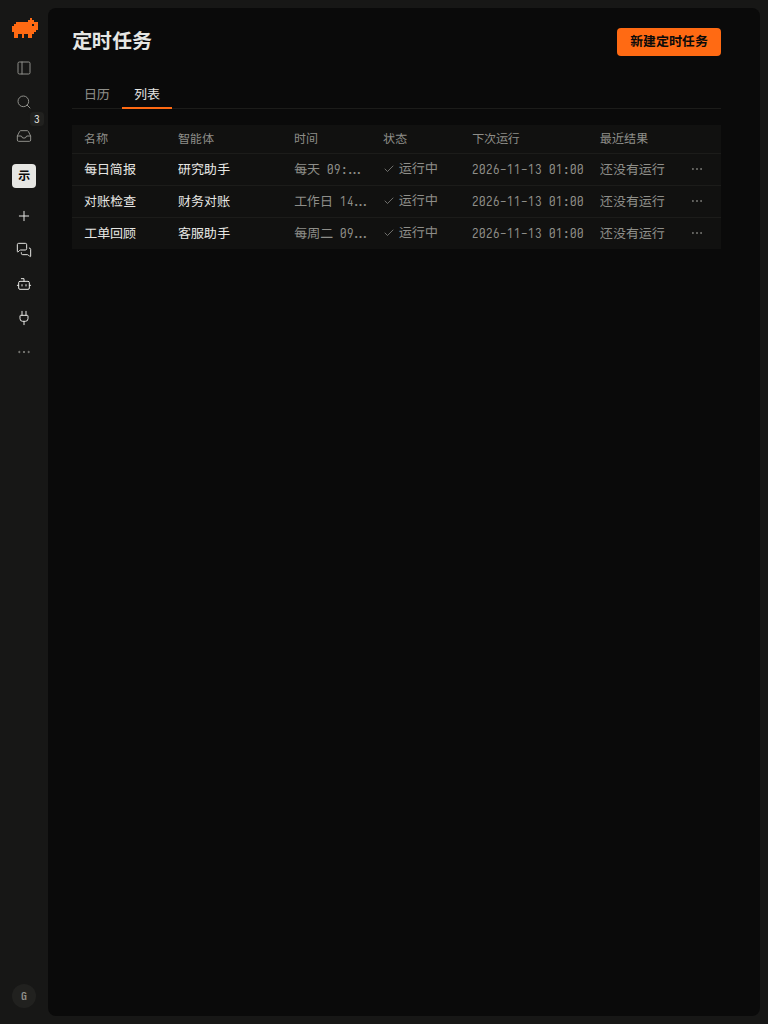 定时任务
新建定时任务
3
日历 列表
示
名称 智能体 时间 状态 下次运行 最近结果
每日简报 研究助手 每天 09:... 运行中 2026-11-13 01:00 还没有运行
对账检查 财务对账 工作日 14... 运行中 2026-11-13 01:00 还没有运行
工单回顾 客服助手 每周二 09... 运行中 2026-11-13 01:00 还没有运行
G